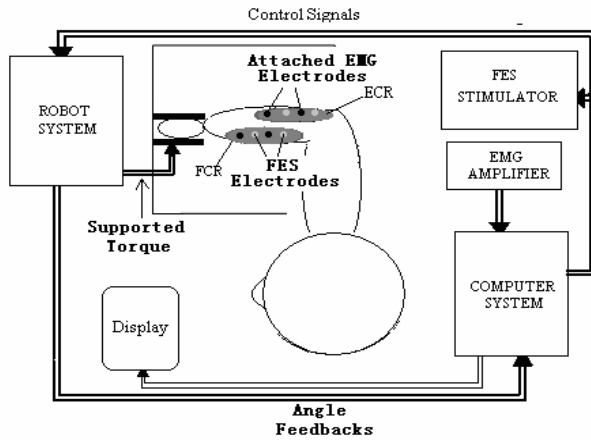 Control Signals
Attached EMG
Electrodes
ECR
FES
STIMULATOR
ROBOT
SYSTEM
EMG
AMPLIFIER
FCR
FES
Electrodes
Supported
Torque
COMPUTER
SYSTEM
Display
Angle
Feedbacks